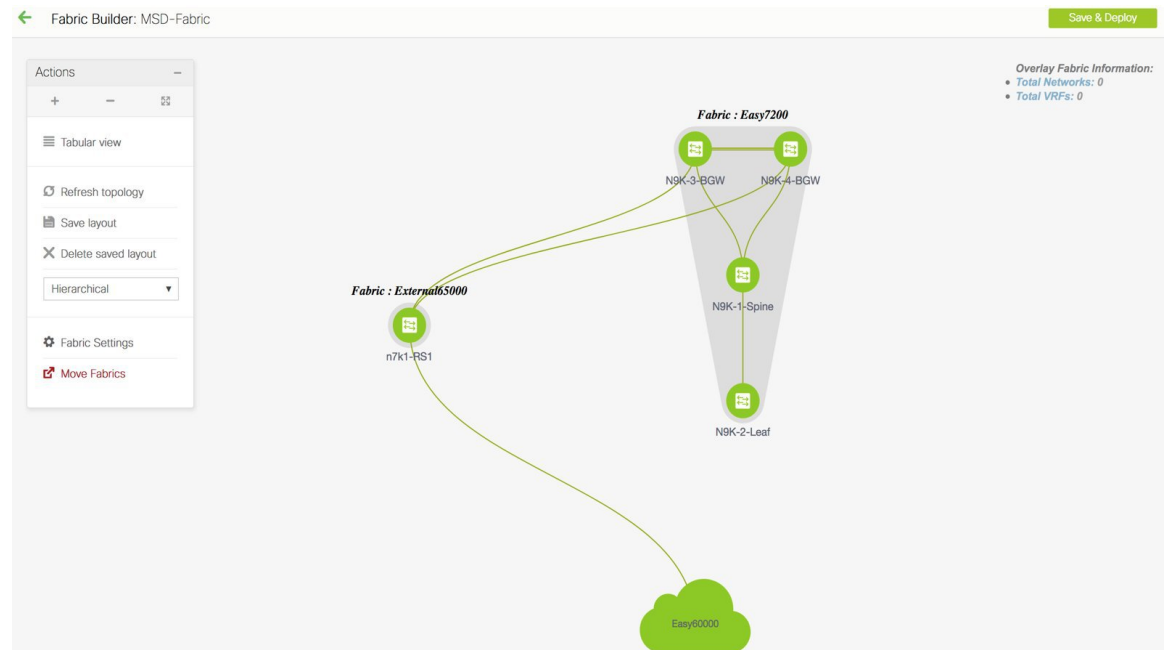 Fabric Builder: MSD-Fabric
Save & Deploy
Actions
Tabular view
Refresh topology
Save layout
Delete saved layout
Hierarchical
Fabric Settings
Move Fabrics
Overlay Fabric Information:
Total Networks: 0
Total VRFs: 0
Fabric : Easy7200
N9K-3-BGW
N9K-4-BGW
N9K-1-Spine
N9K-2-Leaf
Fabric : External65000
n7k1-RS1
Easy60000